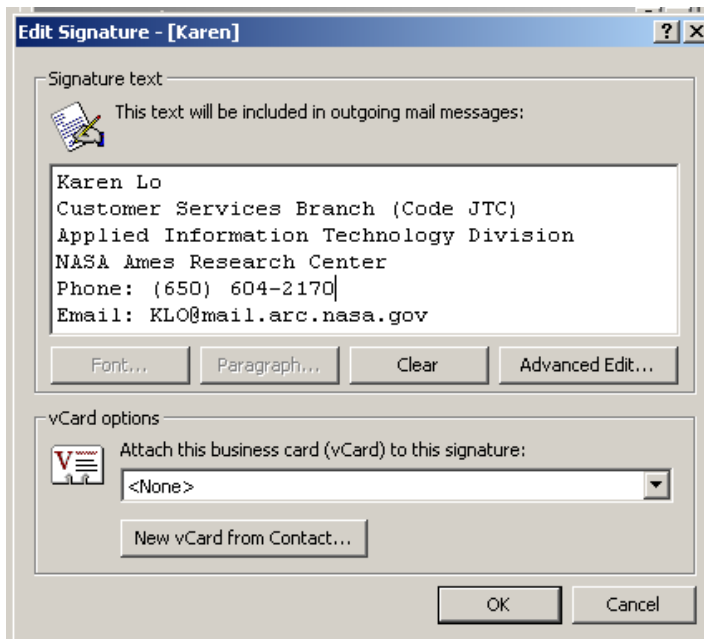 Edit Signature - [Karen]
Signature text
This text will be included in outgoing mail messages:
Karen Lo
Customer Services Branch (Code JTC)
Applied Information Technology Division
NASA Ames Research Center
Phone: (650) 604-2170
Email: KLO@mail.arc.nasa.gov
Font... Paragraph... Clear Advanced Edit...
vCard options
Attach this business card (vCard) to this signature:
<None>
New vCard from Contact...
OK Cancel